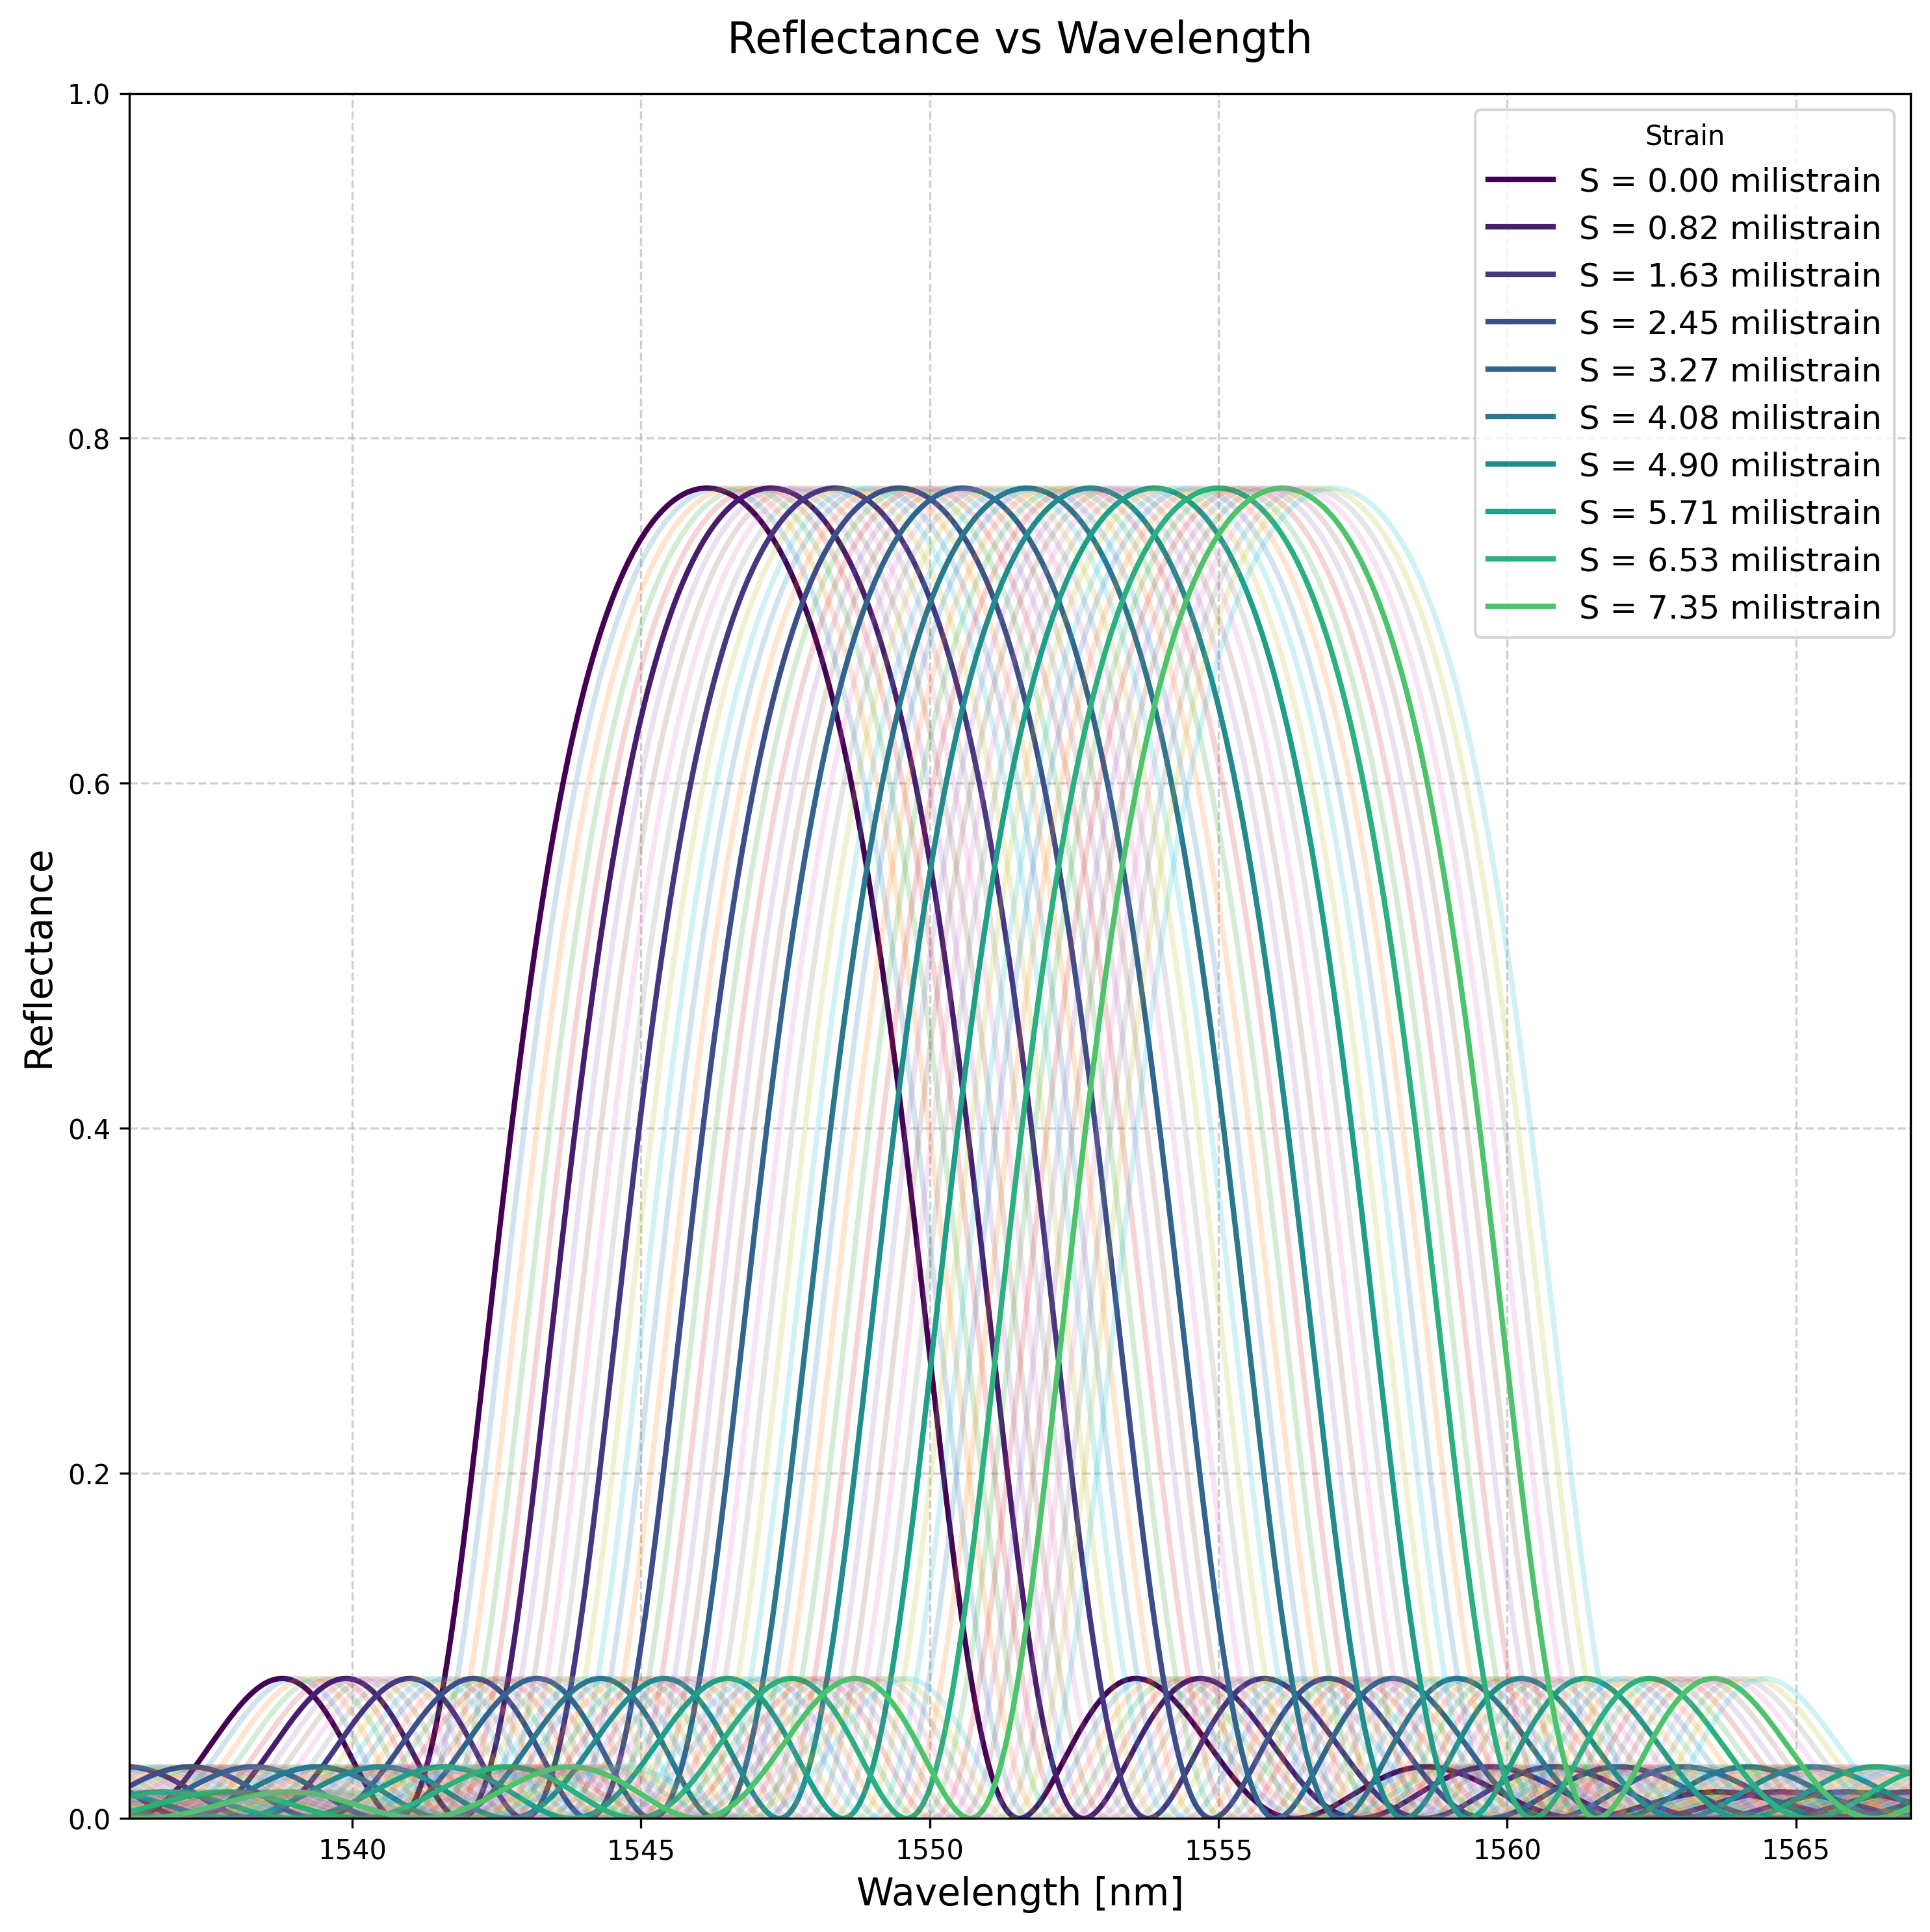 Reflectance vs Wavelength
1.0
0.8
0.6
0.4
0.2
0.0
Reflectance
Strain
S = 0.00 milistrain
S = 0.82 milistrain
S = 1.63 milistrain
S = 2.45 milistrain
S = 3.27 milistrain
S = 4.08 milistrain
S = 4.90 milistrain
S = 5.71 milistrain
S = 6.53 milistrain
S = 7.35 milistrain
1540 1545 1550 1555 1560 1565
Wavelength [nm]